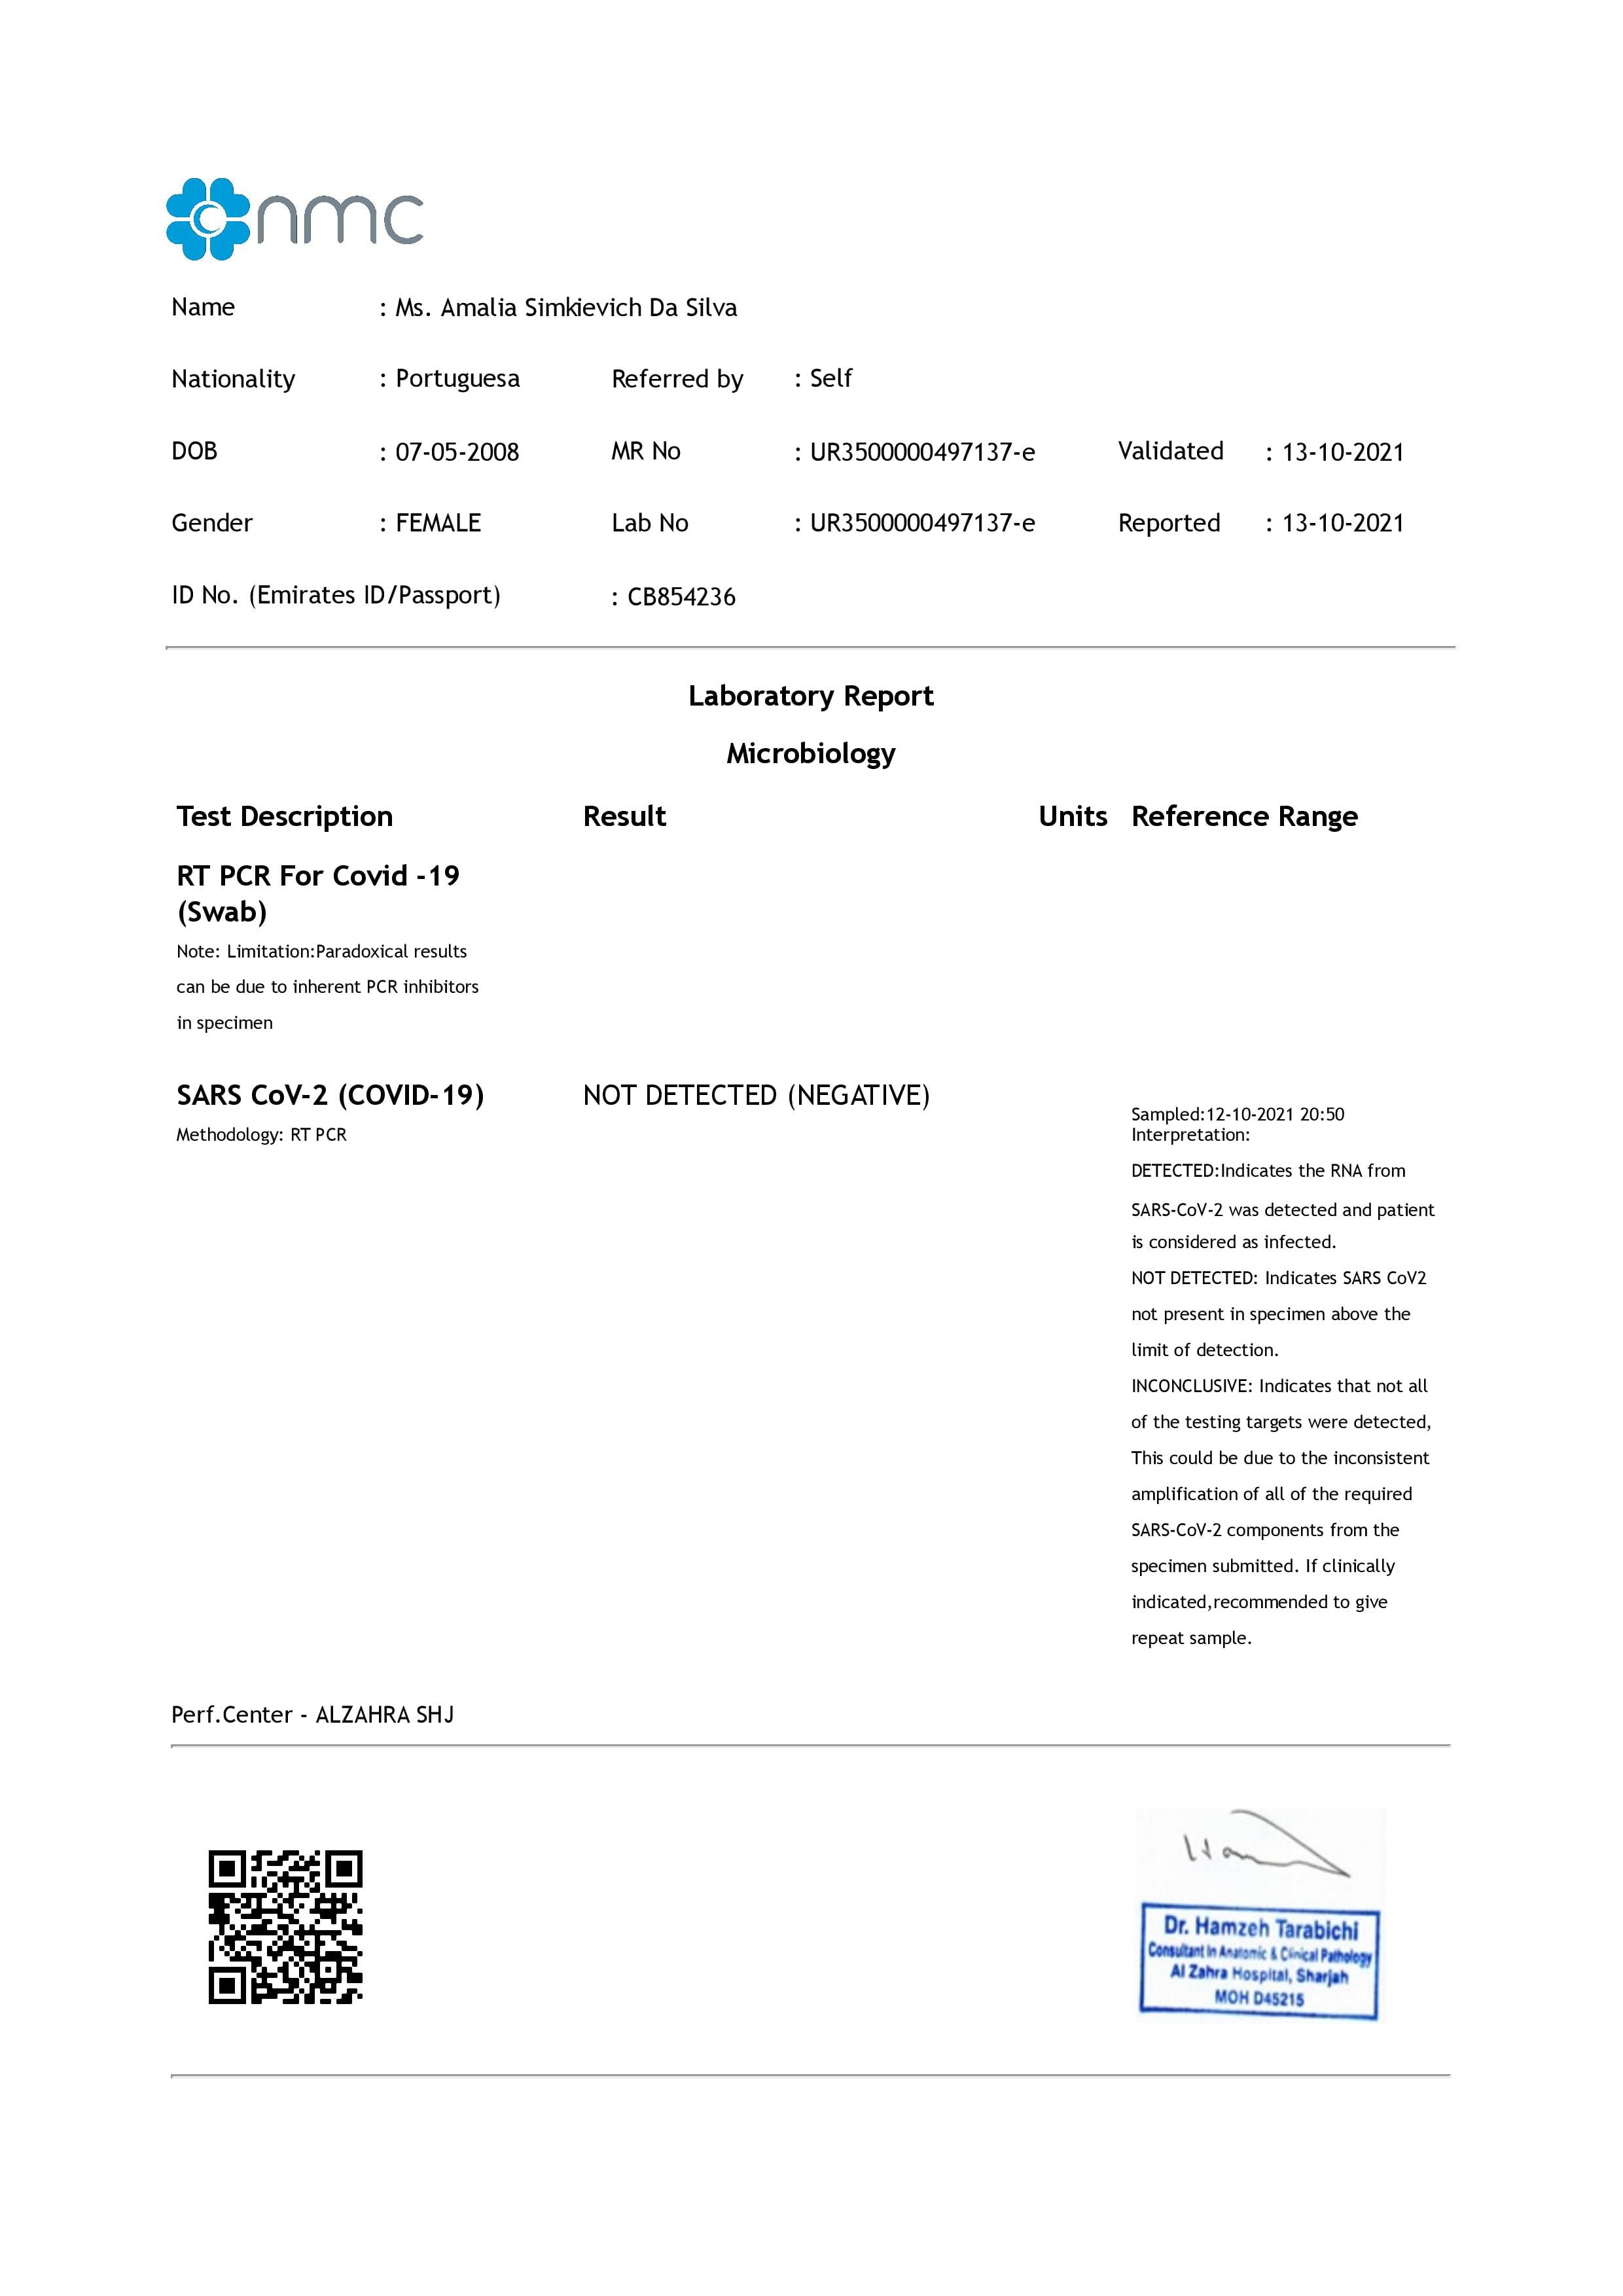 nmc
Name : Ms. Amalia Simkievich Da Silva
Nationality : Portuguesa Referred by : Self
DOB : 07-05-2008 MR No : UR3500000497137-e Validated : 13-10-2021
Gender : FEMALE Lab No : UR3500000497137-e Reported : 13-10-2021
ID No. (Emirates ID/Passport) : CB854236
Laboratory Report
Microbiology
Test Description Result Units Reference Range
RT PCR For Covid -19
(Swab)
Note: Limitation:Paradoxical results
can be due to inherent PCR inhibitors
in specimen
SARS CoV-2 (COVID-19) NOT DETECTED (NEGATIVE)
Methodology: RT PCR
Sampled:12-10-2021 20:50
Interpretation:
DETECTED:Indicates the RNA from
SARS-CoV-2 was detected and patient
is considered as infected.
NOT DETECTED: Indicates SARS CoV2
not present in specimen above the
limit of detection.
INCONCLUSIVE: Indicates that not all
of the testing targets were detected,
This could be due to the inconsistent
amplification of all of the required
SARS-CoV-2 components from the
specimen submitted. If clinically
indicated,recommended to give
repeat sample.
Perf.Center - ALZAHRA SHJ
Dr. Hamzeh Tarabichi
Consultant in Anatomic & Clinical Pathology
Al Zahra Hospital, Sharjah
MOH D45215